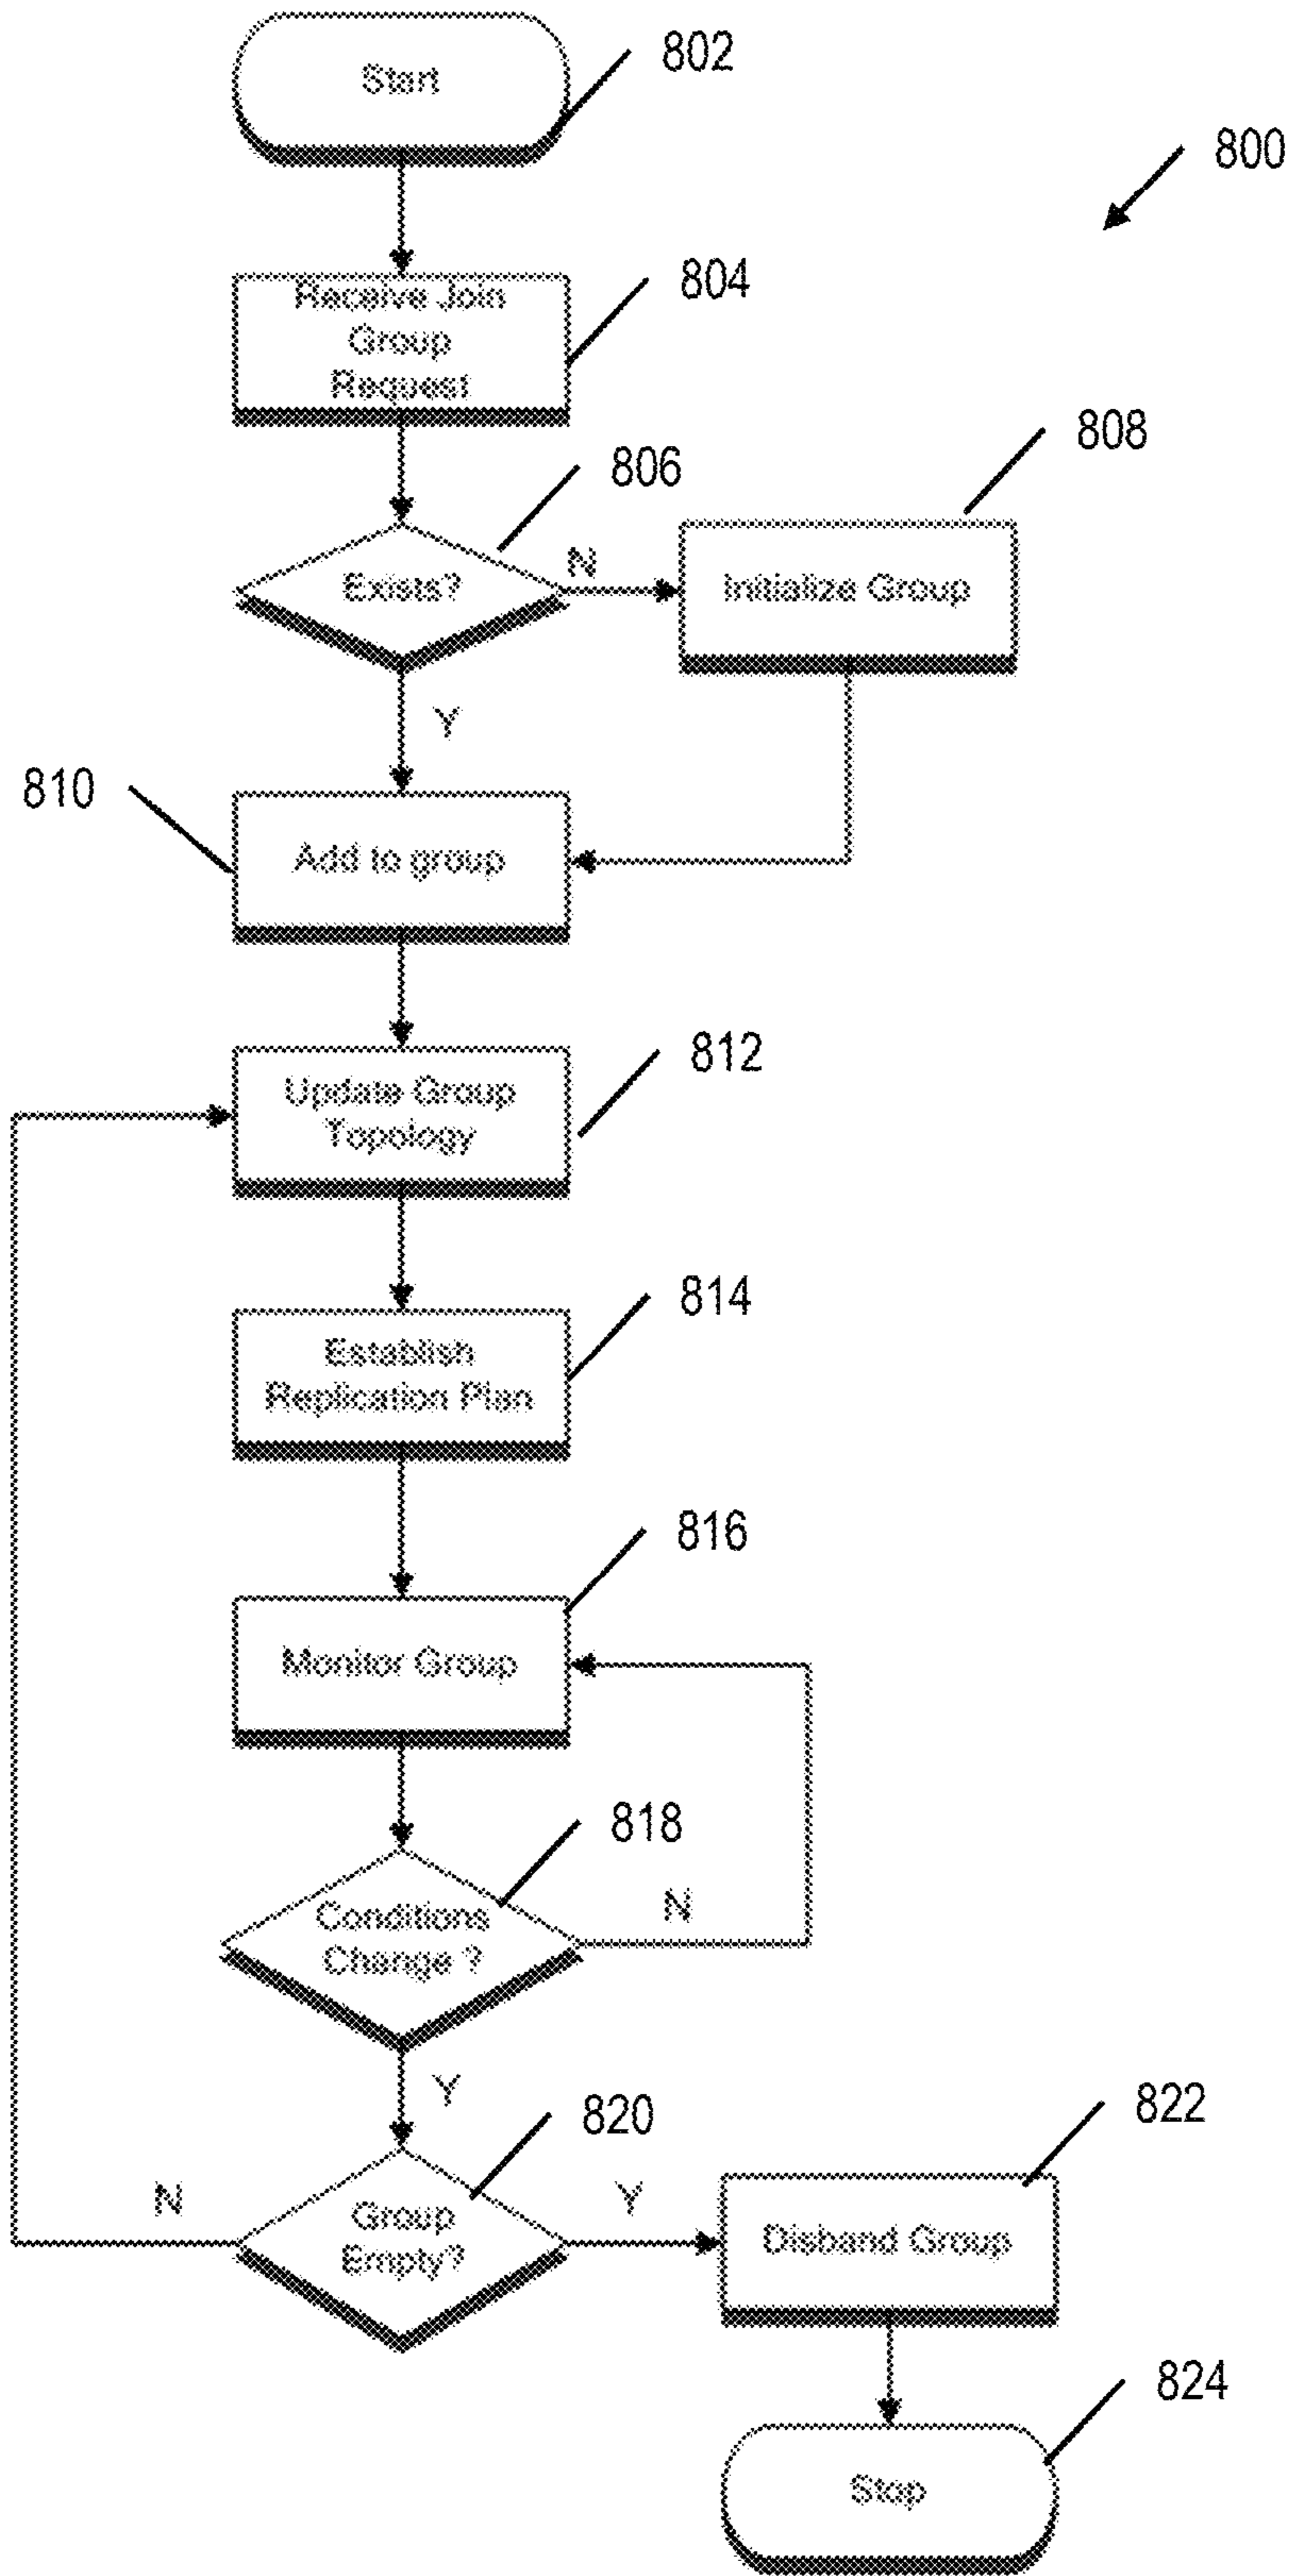 Start
802
800
Receive Join
Group
Request
804
806
808
Exists?
N
Initialize Group
Y
810
Add to group
812
Update Group
Topology
814
Establish
Replication Plan
816
Monitor Group
818
Conditions
Change ?
N
Y
820
822
N
Group
Empty?
Y
Disband Group
824
Stop